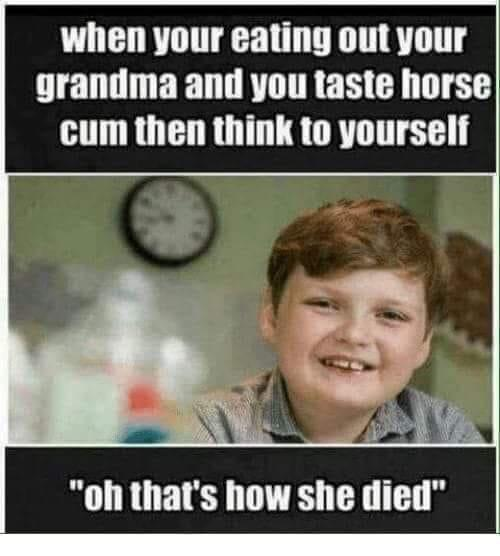 when your eating out your
grandma and you taste horse
cum then think to yourself
"oh that's how she died"